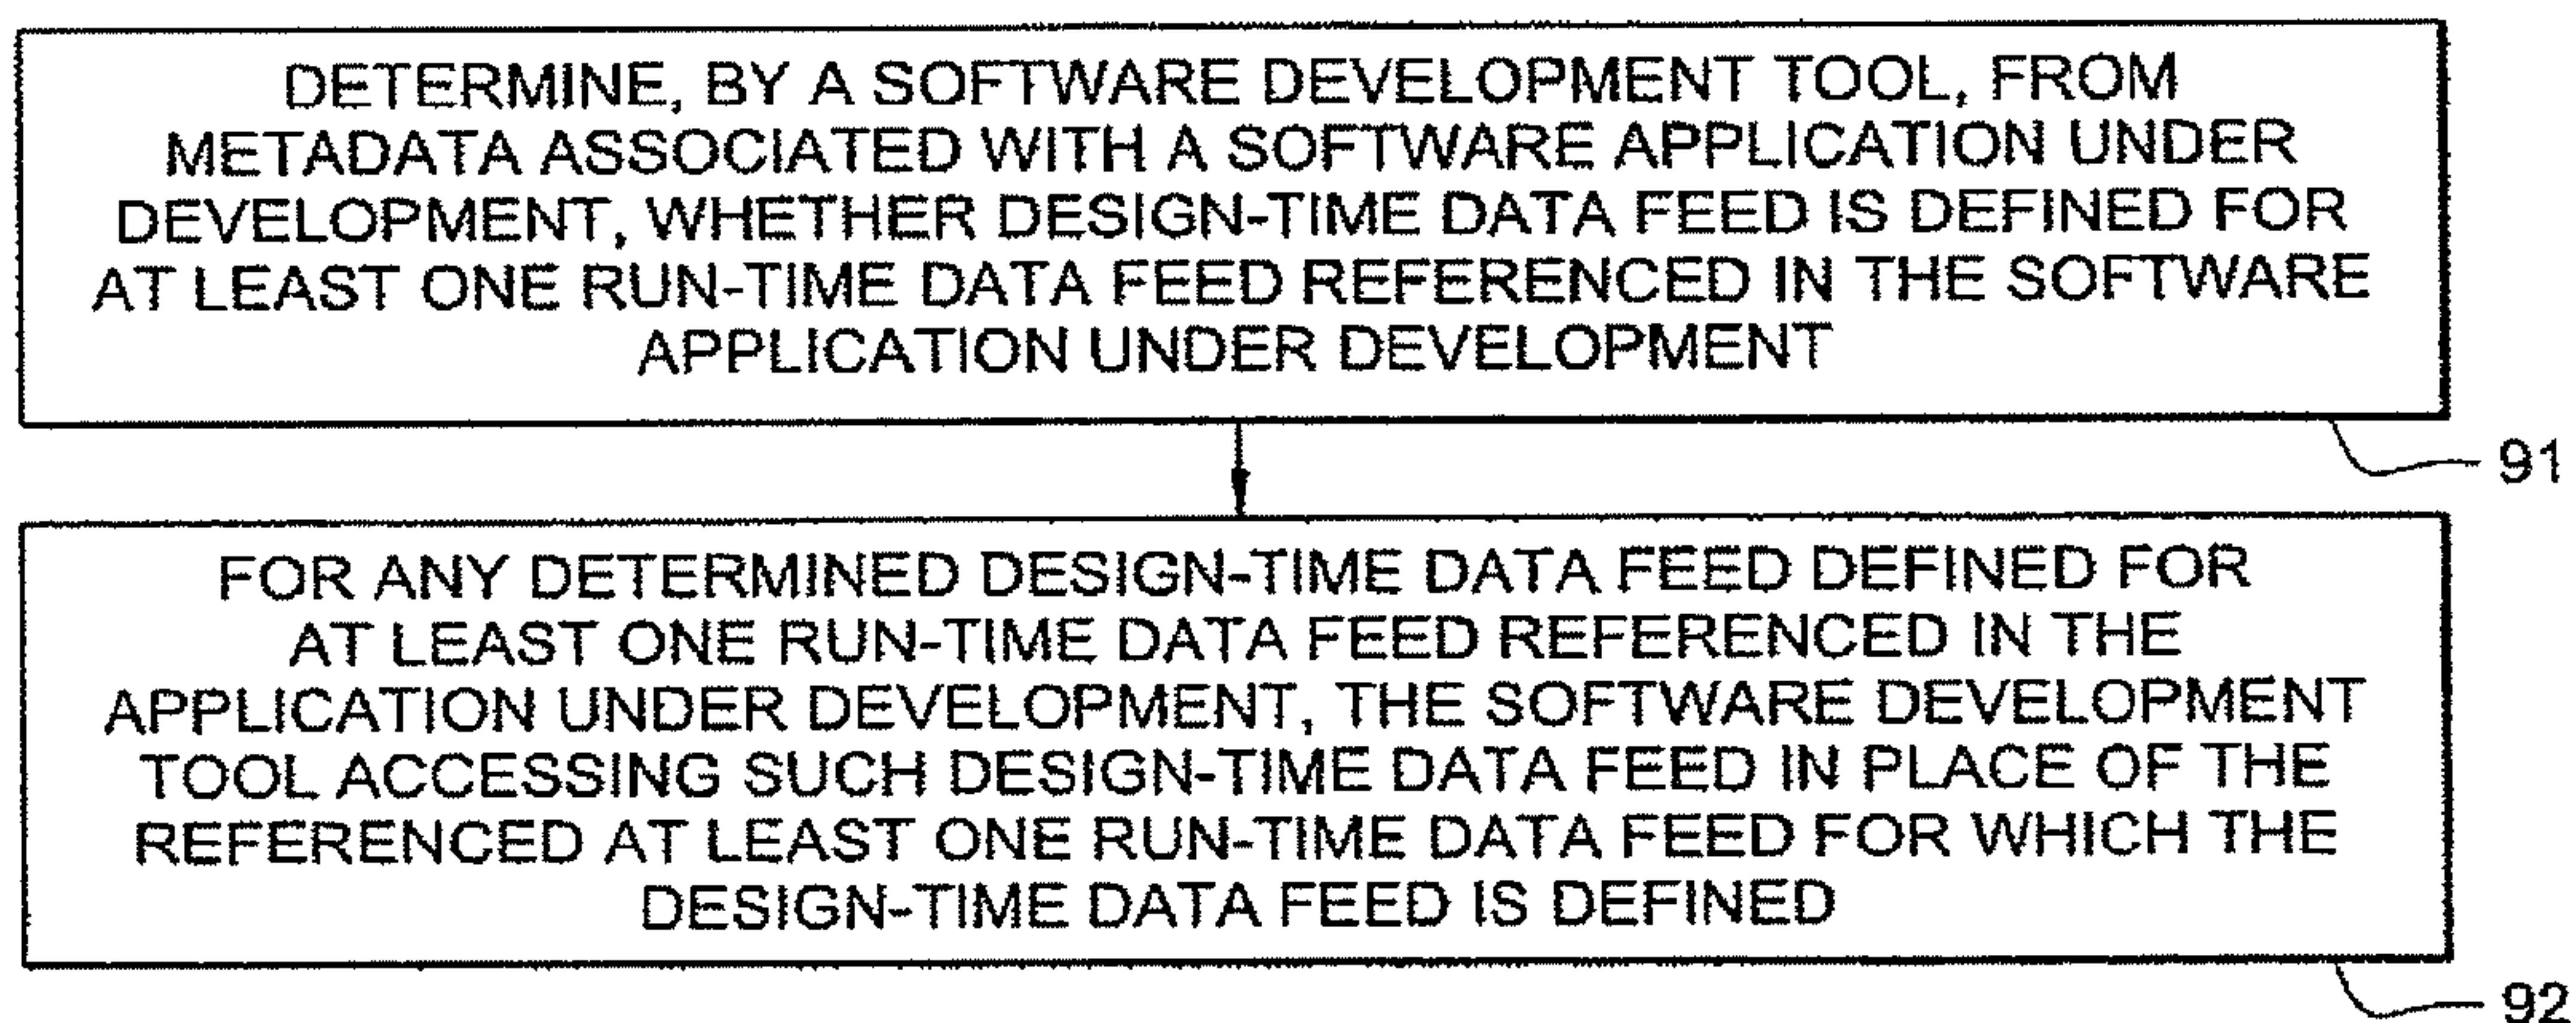 DETERMINE, BY A SOFTWARE DEVELOPMENT TOOL, FROM
METADATA ASSOCIATED WITH A SOFTWARE APPLICATION UNDER
DEVELOPMENT, WHETHER DESIGN-TIME DATA FEED IS DEFINED FOR
AT LEAST ONE RUN-TIME DATA FEED REFERENCED IN THE SOFTWARE
APPLICATION UNDER DEVELOPMENT
91
FOR ANY DETERMINED DESIGN-TIME DATA FEED DEFINED FOR
AT LEAST ONE RUN-TIME DATA FEED REFERENCED IN THE
APPLICATION UNDER DEVELOPMENT, THE SOFTWARE DEVELOPMENT
TOOL ACCESSING SUCH DESIGN-TIME DATA FEED IN PLACE OF THE
REFERENCED AT LEAST ONE RUN-TIME DATA FEED FOR WHICH THE
DESIGN-TIME DATA FEED IS DEFINED
92